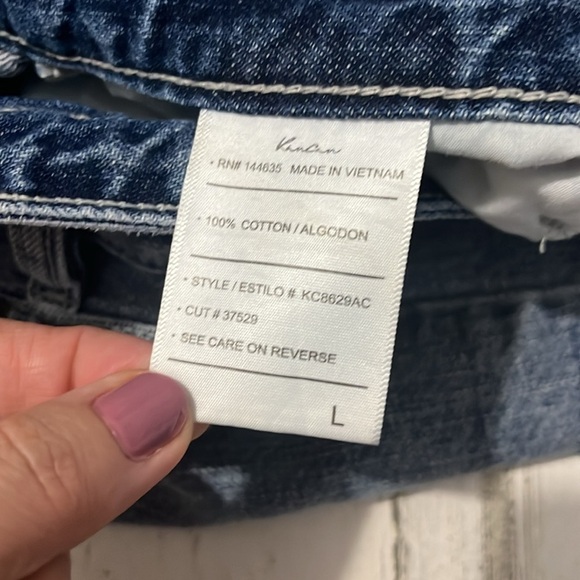 KanCan
• RN# 144635 MADE IN VIETNAM
• 100% COTTON / ALGODON
• STYLE / ESTILO # KC8629AC
• CUT # 37529
• SEE CARE ON REVERSE
L